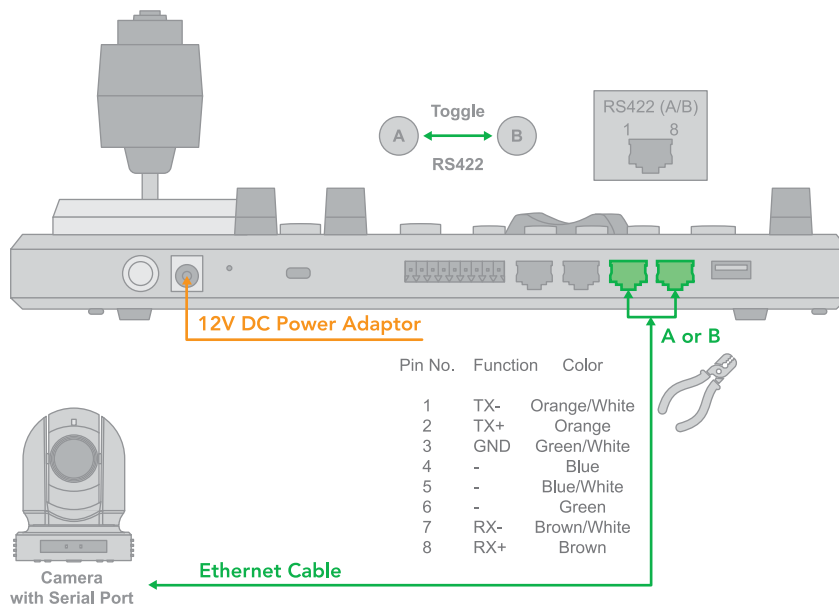 Toggle
A
B
RS422
RS422 (A/B)
1 8
12V DC Power Adaptor
A or B
Pin No. Function Color
1 TX- Orange/White
2 TX+ Orange
3 GND Green/White
4 - Blue
5 - Blue/White
6 - Green
7 RX- Brown/White
8 RX+ Brown
Ethernet Cable
Camera
with Serial Port